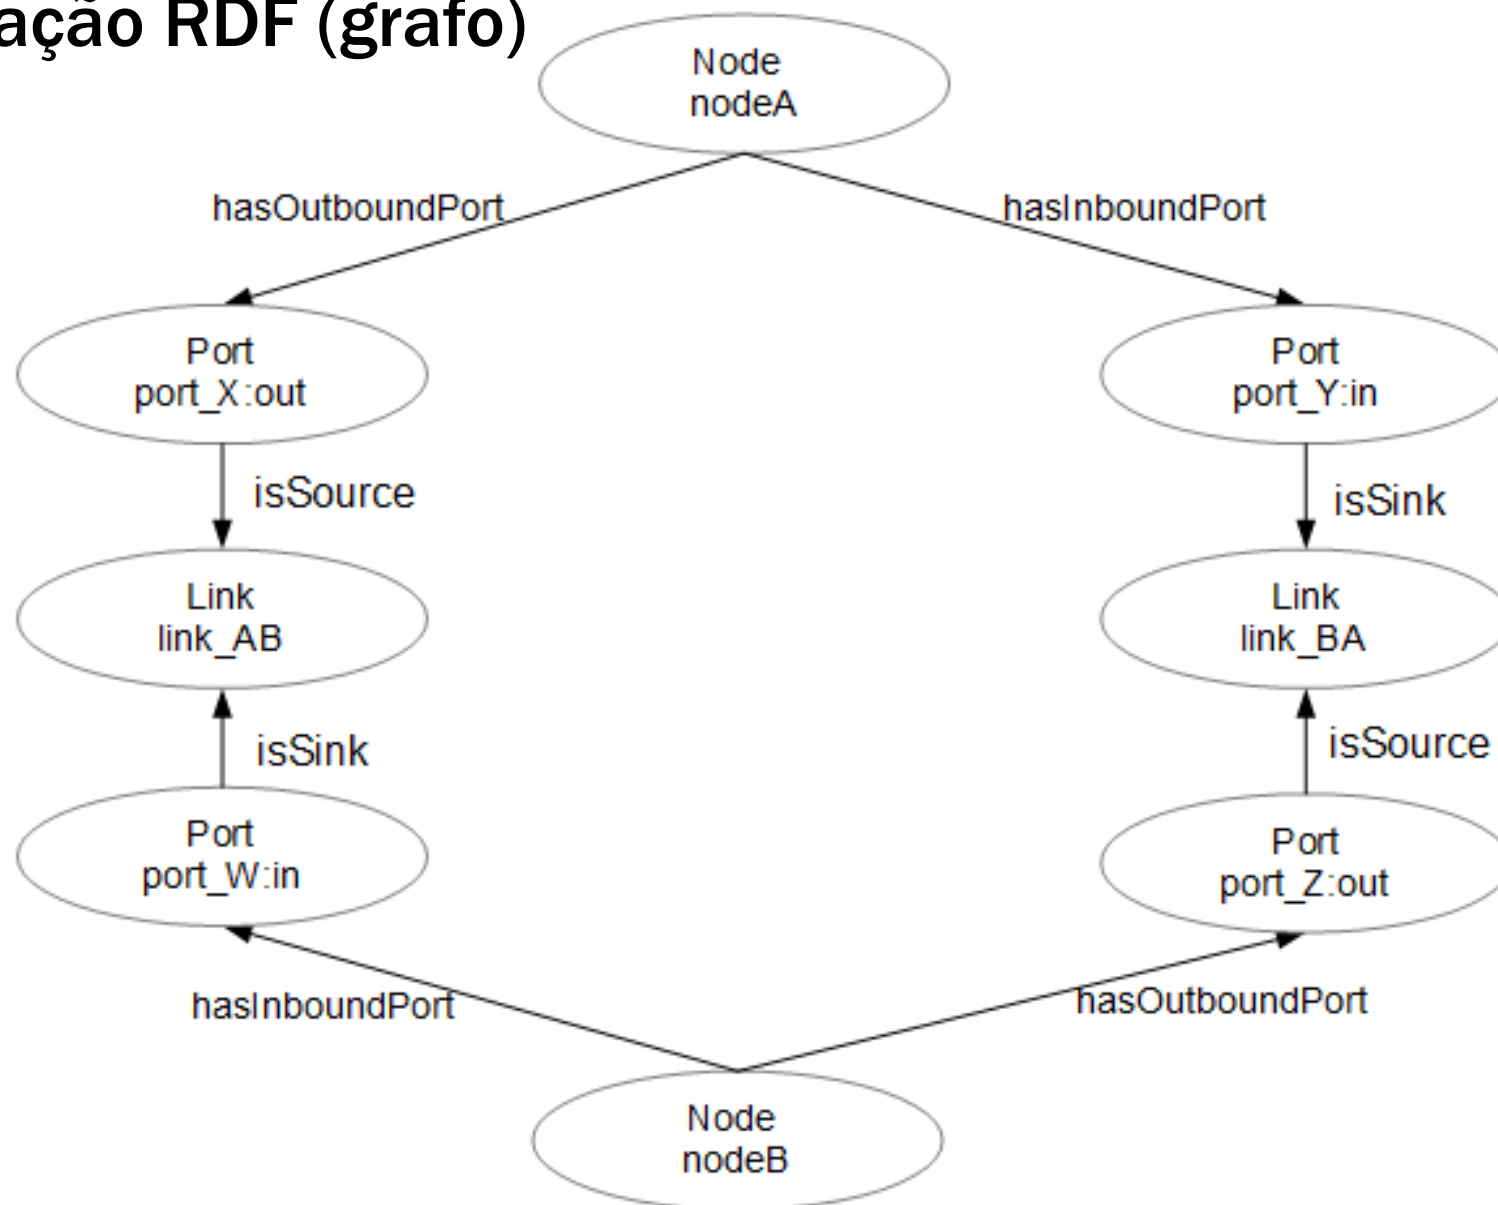 ação RDF (grafo)
Node
nodeA
hasOutboundPort
hasInboundPort
Port
port_X:out
Port
port_Y:in
isSource
isSink
Link
link_AB
Link
link_BA
isSink
isSource
Port
port_W:in
Port
port_Z:out
hasInboundPort
hasOutboundPort
Node
nodeB